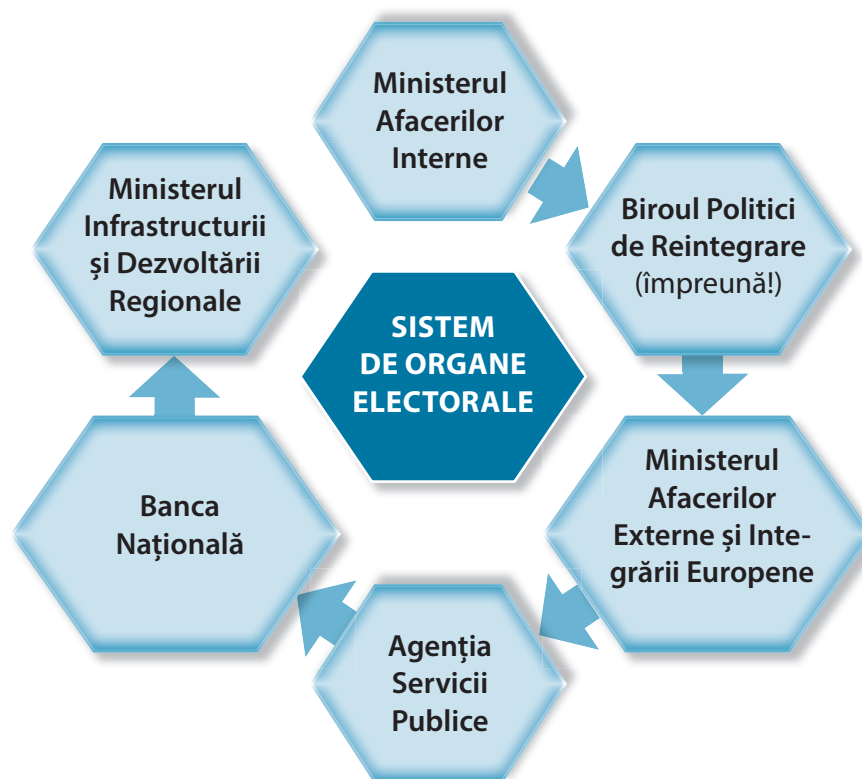 Ministerul
Afacerilor
Interne
Biroul Politici
de Reintegrare
(împreună!)
Ministerul
Afacerilor
Externe și Inte-
grării Europene
Agenția
Servicii
Publice
Banca
Națională
Ministerul
Infrastructurii
și Dezvoltării
Regionale
SISTEM
DE ORGANE
ELECTORALE